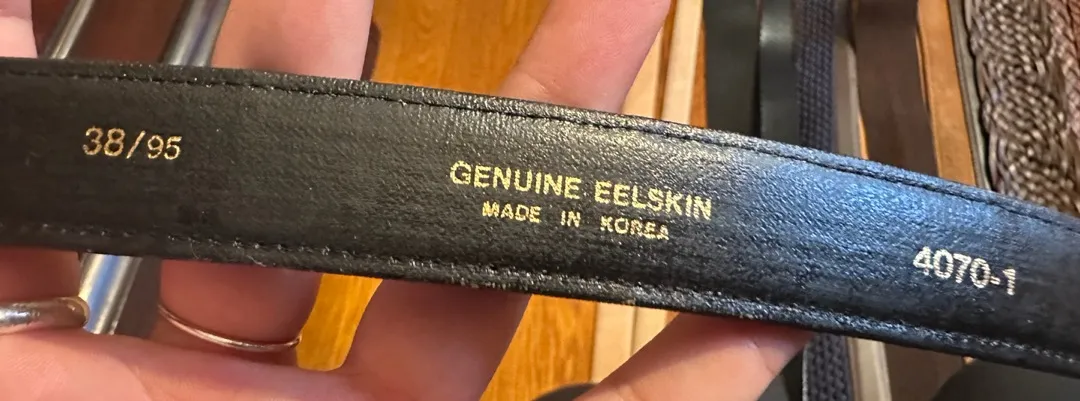 38/95
GENUINE EELSKIN
MADE IN KOREA
4070-1